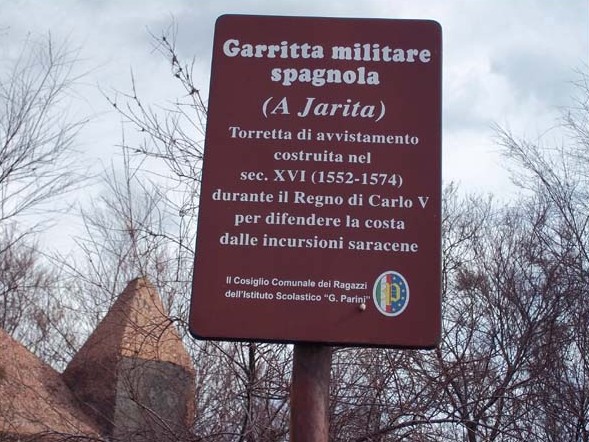 Garritta militare
spagnola
(A Jarita)
Torretta di avvistamento
costruita nel
sec. XVI (1552-1574)
durante il Regno di Carlo V
per difendere la costa
dalle incursioni saracene
Il Cosiglio Comunale dei Ragazzi
dell'Istituto Scolastico "G. Parini"